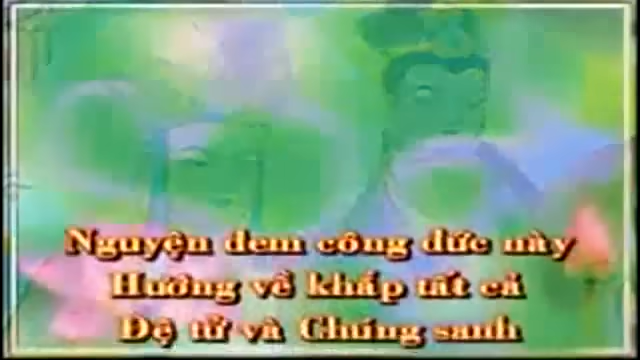 Nguyện đem công đức này
Hướng về khắp tất cả
Đệ tử và Chúng sanh